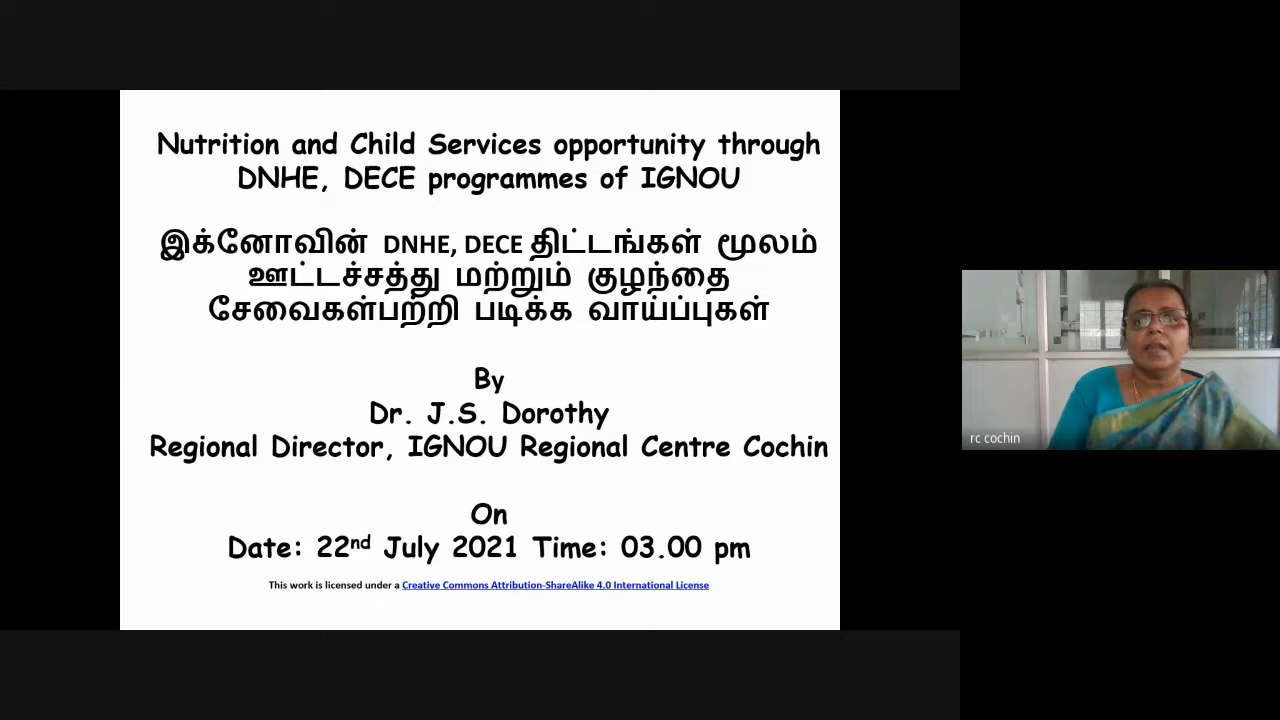 Nutrition and Child Services opportunity through
DNHE, DECE programmes of IGNOU
இக்னோவின் DNHE, DECE திட்டங்கள் மூலம்
ஊட்டச்சத்து மற்றும் குழந்தை
சேவைகள்பற்றி படிக்க வாய்ப்புகள்
By
Dr. J.S. Dorothy
Regional Director, IGNOU Regional Centre Cochin
On
Date: 22nd July 2021 Time: 03.00 pm
This work is licensed under a Creative Commons Attribution-ShareAlike 4.0 International License
rc cochin